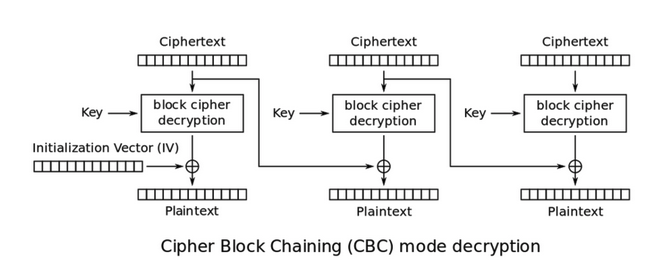 Ciphertext
Ciphertext
Ciphertext
Key
block cipher
decryption
Key
block cipher
decryption
Key
block cipher
decryption
Initialization Vector (IV)
Plaintext
Plaintext
Plaintext
Cipher Block Chaining (CBC) mode decryption